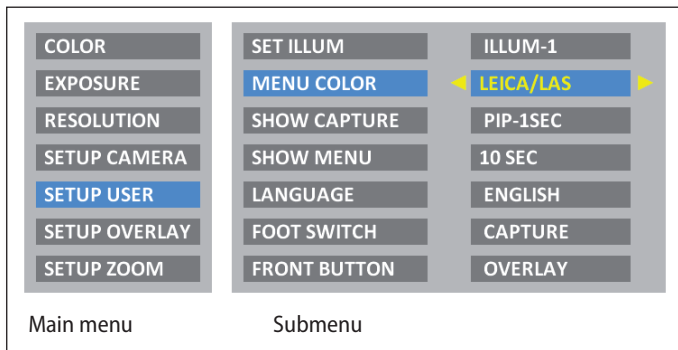 COLOR SET ILLUM ILLUM-1
EXPOSURE MENU COLOR LEICA/LAS
RESOLUTION SHOW CAPTURE PIP-1SEC
SETUP CAMERA SHOW MENU 10 SEC
SETUP USER LANGUAGE ENGLISH
SETUP OVERLAY FOOT SWITCH CAPTURE
SETUP ZOOM FRONT BUTTON OVERLAY
Main menu Submenu